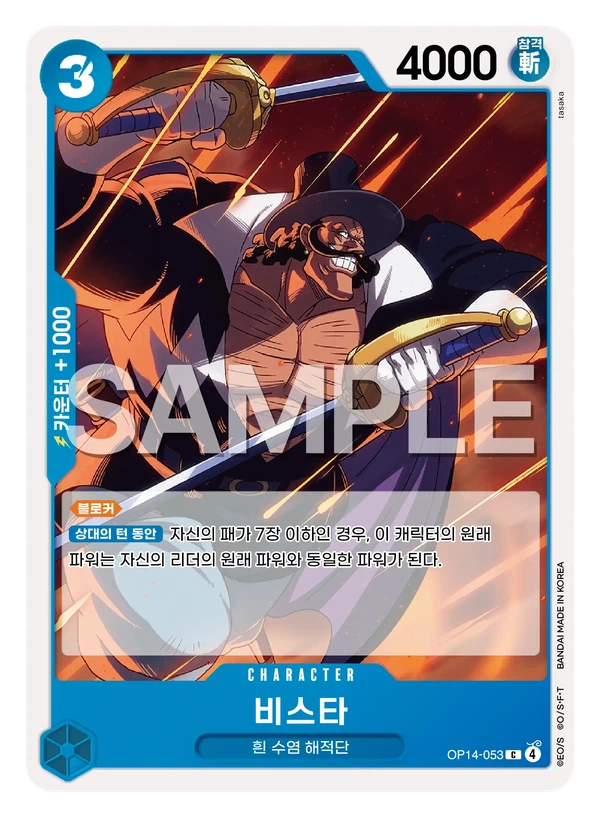 3
4000
참격
斬
tasaka
카운터 +1000
SAMPLE
블로커
상대의 턴 동안 자신의 패가 7장 이하인 경우, 이 캐릭터의 원래
파워는 자신의 리더의 원래 파워와 동일한 파워가 된다.
CHARACTER
비스타
흰 수염 해적단
OP14-053 C 4
©EO/S ©O/S·F·T BANDAI MADE IN KOREA